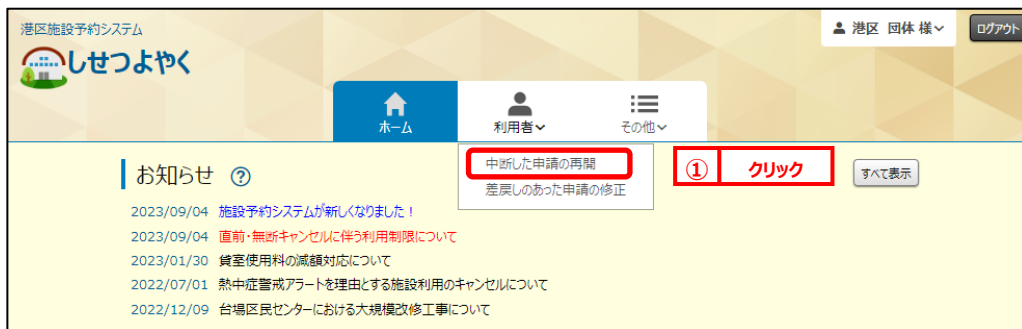 港区施設予約システム
しせつよやく
港区 団体 様
ログアウト
ホーム
利用者
その他
中断した申請の再開
差戻しのあった申請の修正
① クリック
お知らせ ?
すべて表示
2023/09/04 施設予約システムが新しくなりました！
2023/09/04 直前・無断キャンセルに伴う利用制限について
2023/01/30 貸室使用料の減額対応について
2022/07/01 熱中症警戒アラートを理由とする施設利用のキャンセルについて
2022/12/09 台場区民センターにおける大規模改修工事について